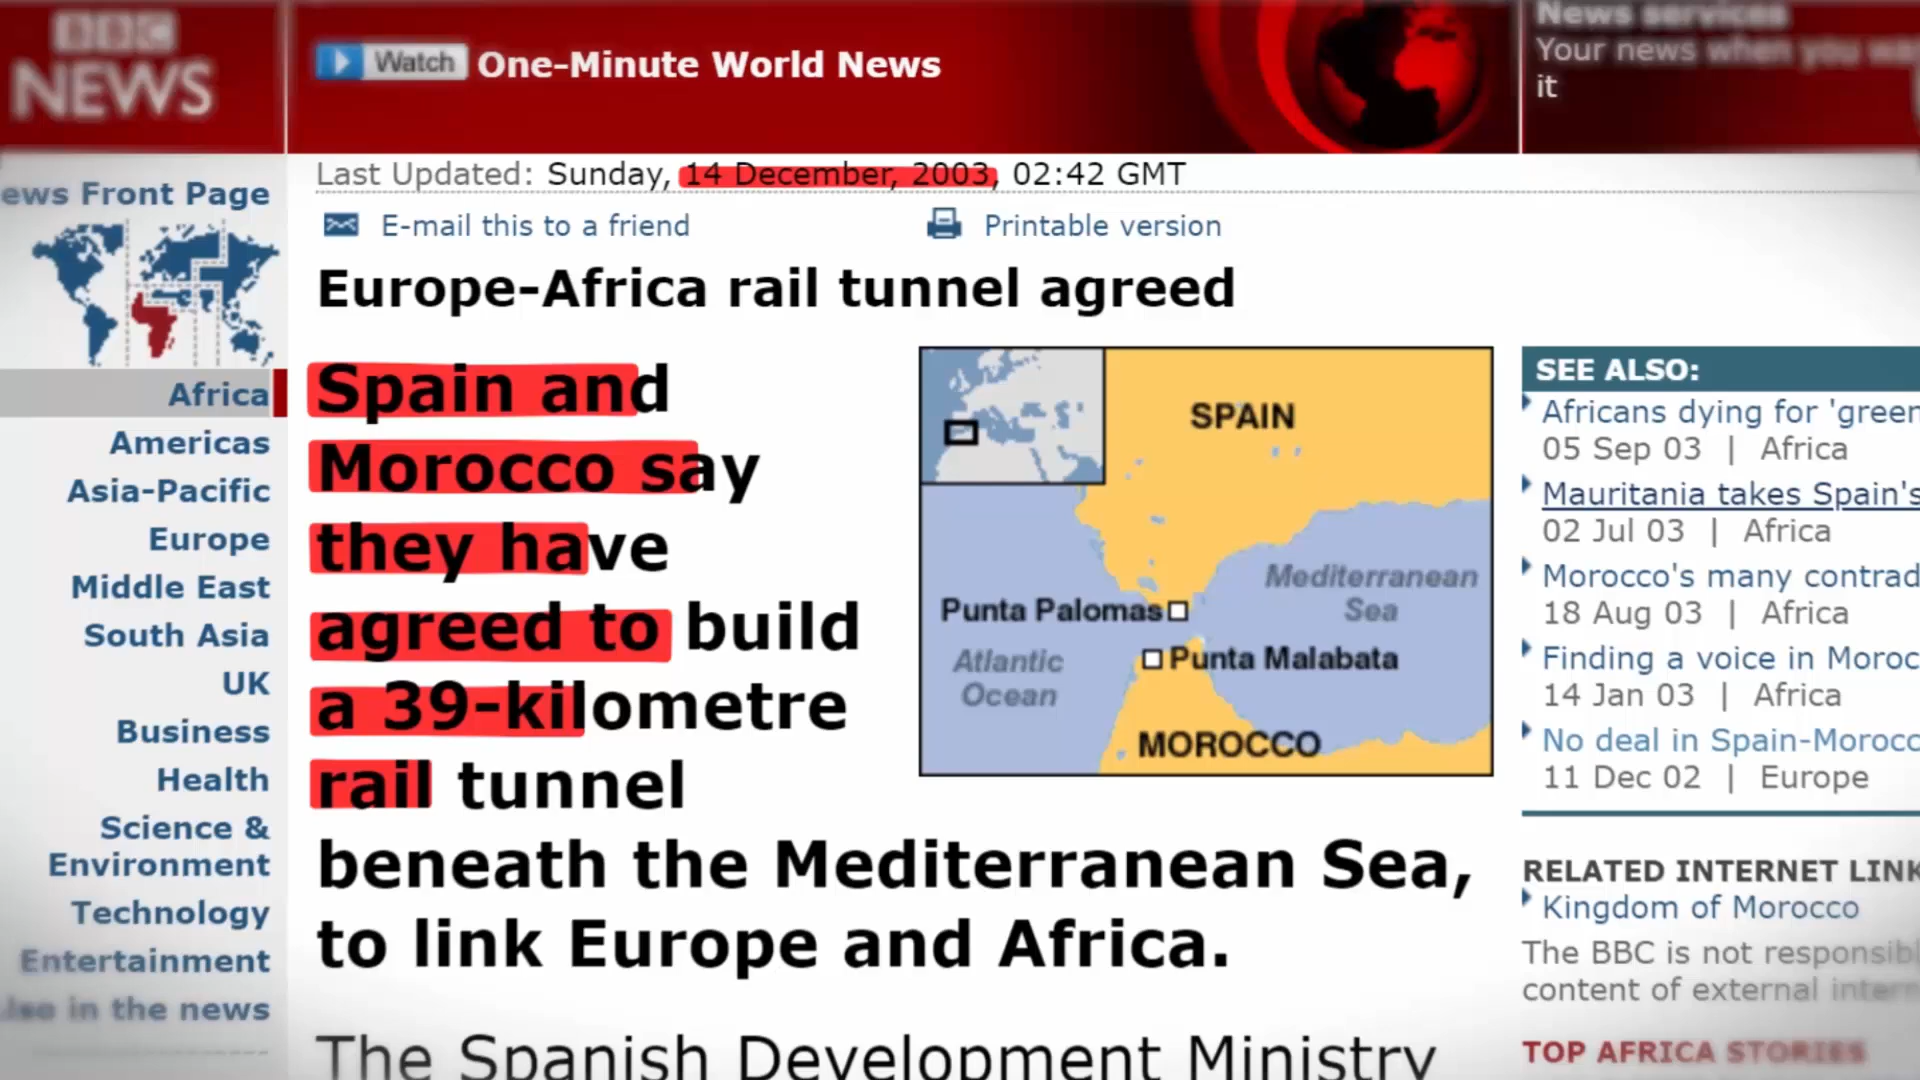 BBC
NEWS
Watch One-Minute World News
News services
Your news when you
it
Last Updated: Sunday, 14 December, 2003, 02:42 GMT
E-mail this to a friend
Printable version
Europe-Africa rail tunnel agreed
Spain and
Morocco say
they have
agreed to build
a 39-kilometre
rail tunnel
beneath the Mediterranean Sea,
to link Europe and Africa.
The Spanish Development Ministry
SPAIN
Mediterranean
Sea
Punta Palomas
Atlantic
Ocean
Punta Malabata
MOROCCO
ews Front Page
Africa
Americas
Asia-Pacific
Europe
Middle East
South Asia
UK
Business
Health
Science &
Environment
Technology
Entertainment
in the news
SEE ALSO:
Africans dying for 'green
05 Sep 03 | Africa
Mauritania takes Spain's
02 Jul 03 | Africa
Morocco's many contrad
18 Aug 03 | Africa
Finding a voice in Moroc
14 Jan 03 | Africa
No deal in Spain-Morocc
11 Dec 02 | Europe
RELATED INTERNET LINK
Kingdom of Morocco
The BBC is not responsib
content of external intern
TOP AFRICA STORIES